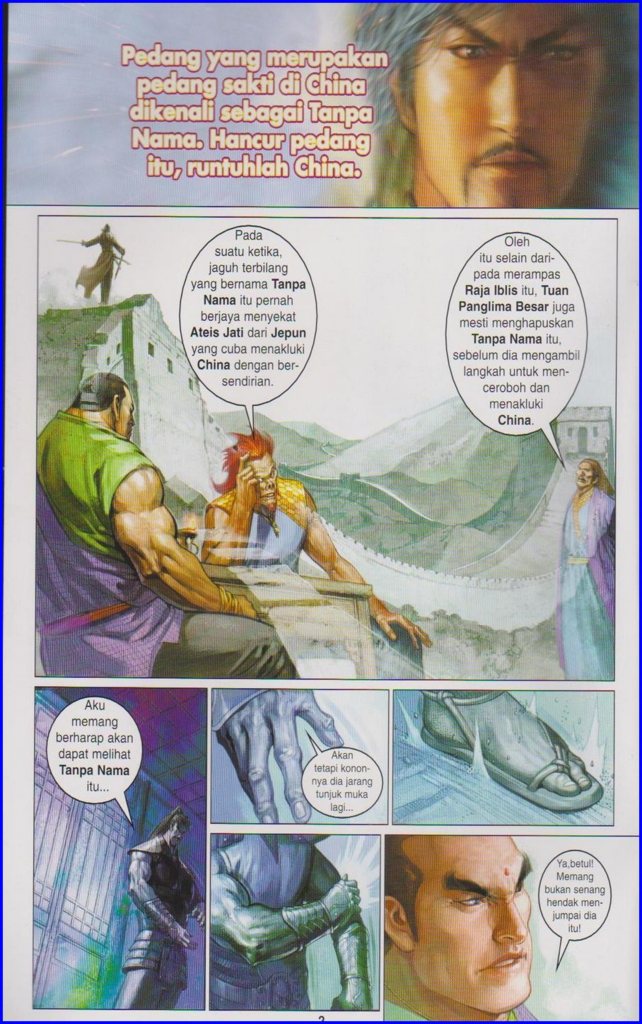 Pedang yang merupakan
pedang sakti di China
dikenali sebagai Tanpa
Nama. Hancur pedang
itu, runtuhlah China.
Pada
suatu ketika,
jaguh terbilang
yang bernama Tanpa
Nama itu pernah
berjaya menyekat
Ateis Jati dari Jepun
yang cuba menakluki
China dengan ber-
sendirian.
Oleh
itu selain dari-
pada merampas
Raja Iblis itu, Tuan
Panglima Besar juga
mesti menghapuskan
Tanpa Nama itu,
sebelum dia mengambil
langkah untuk men-
ceroboh dan
menakluki
China.
Aku
memang
berharap akan
dapat melihat
Tanpa Nama
itu...
Akan
tetapi konon-
nya dia jarang
tunjuk muka
lagi...
Ya,betul!
Memang
bukan senang
hendak men-
jumpai dia
itu!